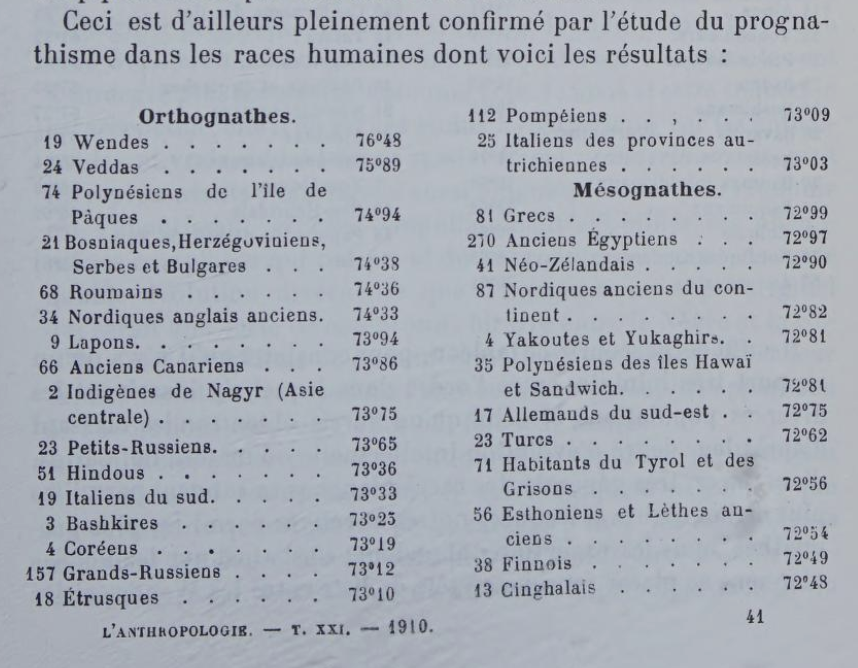 Ceci est d'ailleurs pleinement confirmé par l'étude du progna-
thisme dans les races humaines dont voici les résultats :
Orthognathes.
19 Wendes . . . . . . . 76°48
24 Veddas . . . . . . . 75°89
74 Polynésiens de l'île de
Pâques . . . . . . . 74°94
21 Bosniaques, Herzégoviniens,
Serbes et Bulgares . . . 74°38
68 Roumains . . . . . . 74°36
34 Nordiques anglais anciens. 74°33
9 Lapons. . . . . . . . 73°94
66 Anciens Canariens . . . 73°86
2 Indigènes de Nagyr (Asie
centrale) . . . . . . . 73°75
23 Petits-Russiens. . . . . 73°65
51 Hindous . . . . . . . 73°36
19 Italiens du sud. . . . . 73°33
3 Bashkires . . . . . . 73°25
4 Coréens . . . . . . . 73°19
157 Grands-Russiens . . . . 73°12
18 Étrusques . . . . . . 73°10
112 Pompéiens . . , . . . 73°09
25 Italiens des provinces au-
trichiennes . . . . . 73°03
Mésognathes.
81 Grecs . . . . . . . 72°99
270 Anciens Égyptiens . . . 72°97
41 Néo-Zélandais . . . . . 72°90
87 Nordiques anciens du con-
tinent . . . . . . . . 72°82
4 Yakoutes et Yukaghirs. . 72°81
35 Polynésiens des îles Hawaï
et Sandwich. . . . . . 72°81
17 Allemands du sud-est . . 72°75
23 Turcs . . . . . . . . 72°62
71 Habitants du Tyrol et des
Grisons . . . . . . . 72°56
56 Esthoniens et Lèthes an-
ciens . . . . . . . . 72°54
38 Finnois . . . . . . . 72°49
13 Cinghalais . . . . . . 72°48
L'ANTHROPOLOGIE. — T. XXI. — 1910.
41